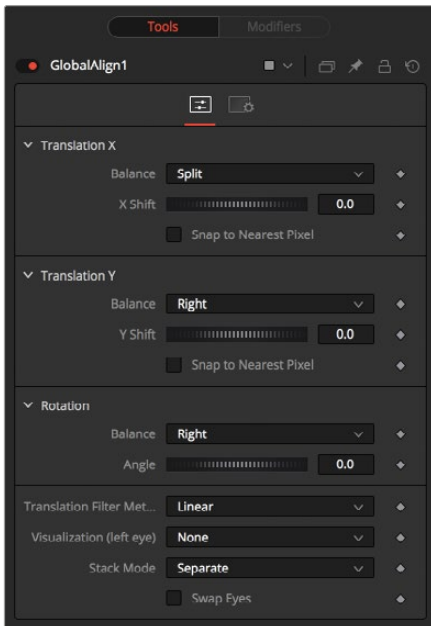 Tools Modifiers
GlobalAlign1
Translation X
Balance Split
X Shift 0.0
Snap to Nearest Pixel
Translation Y
Balance Right
Y Shift 0.0
Snap to Nearest Pixel
Rotation
Balance Right
Angle 0.0
Translation Filter Met... Linear
Visualization (left eye) None
Stack Mode Separate
Swap Eyes